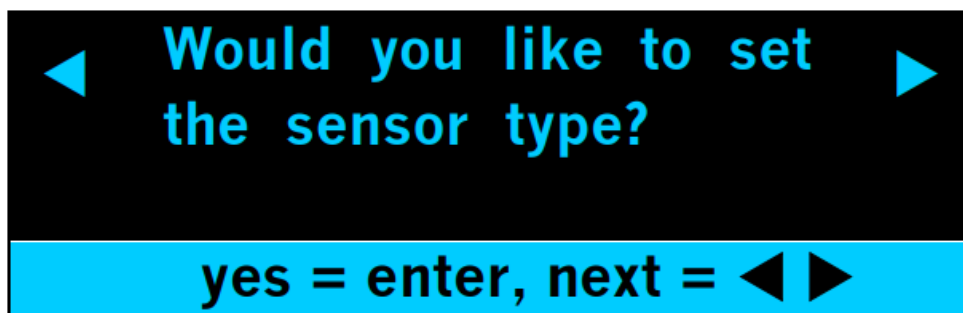 Would you like to set
the sensor type?
yes = enter, next = ◀ ▶